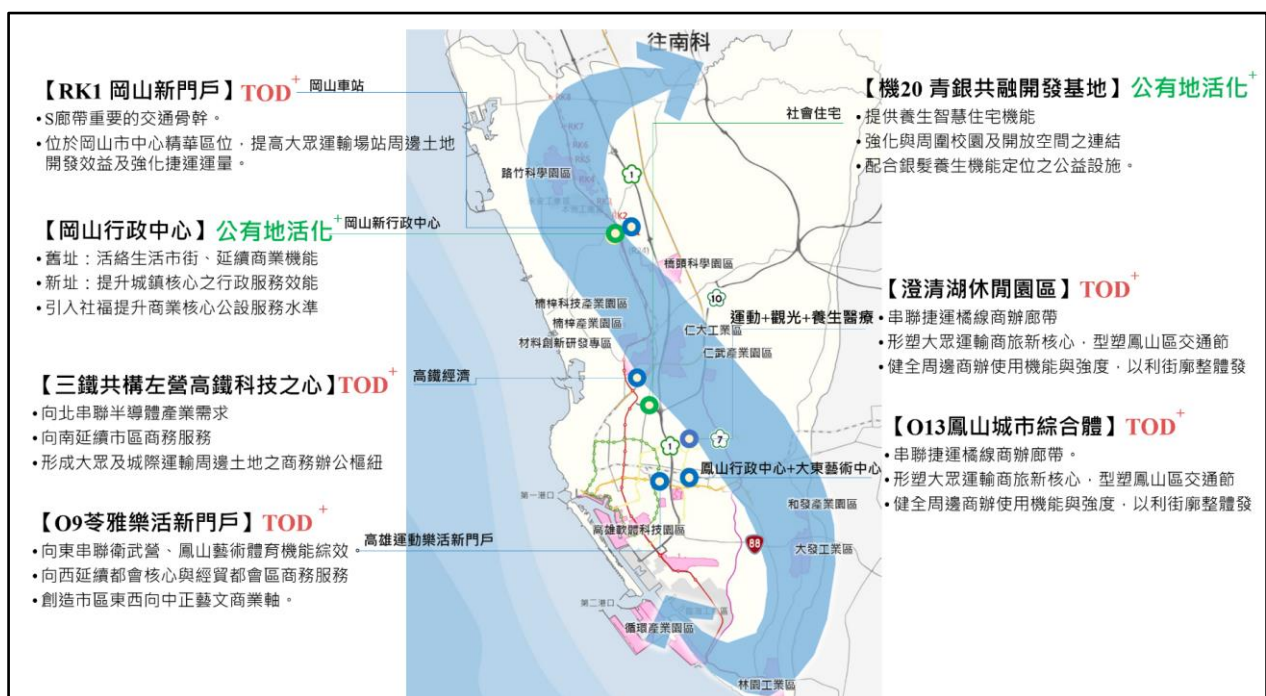 【RK1 岡山新門戶】TOD+
•S廊帶重要的交通骨幹。
•位於岡山市中心精華區位，提高大眾運輸場站周邊土地
開發效益及強化捷運運量。
岡山車站
【岡山行政中心】公有地活化+
•舊址：活絡生活市街、延續商業機能
•新址：提升城鎮核心之行政服務效能
•引入社福提升商業核心公設服務水準
岡山新行政中心
【三鐵共構左營高鐵科技之心】TOD+
•向北串聯半導體產業需求
•向南延續市區商務服務
•形成大眾及城際運輸周邊土地之商務辦公樞紐
高鐵經濟
【O9苓雅樂活新門戶】TOD+
•向東串聯衛武營、鳳山藝術體育機能綜效。
•向西延續都會核心與經貿都會區商務服務
•創造市區東西向中正藝文商業軸。
高雄運動樂活新門戶
往南科
RK8
RK7
RK6
RK5
1
路竹科學園區
橋頭科學園區
10
楠梓科技產業園區
楠梓產業園區
材料創新研發專區
仁大工業區
仁武產業園區
1
7
第一港口
高雄軟體科技園區
和發產業園區
88
大發工業區
第二港口
循環產業園區
林園工業區
社會住宅
【機20 青銀共融開發基地】公有地活化+
•提供養生智慧住宅機能
•強化與周圍校園及開放空間之連結
•配合銀髮養生機能定位之公益設施。
運動+觀光+養生醫療
【澄清湖休閒園區】TOD+
•串聯捷運橘線商辦廊帶
•形塑大眾運輸商旅新核心，型塑鳳山區交通節
•健全周邊商辦使用機能與強度，以利街廓整體發
鳳山行政中心+大東藝術中心
【O13鳳山城市綜合體】TOD+
•串聯捷運橘線商辦廊帶。
•形塑大眾運輸商旅新核心，型塑鳳山區交通節
•健全周邊商辦使用機能與強度，以利街廓整體發